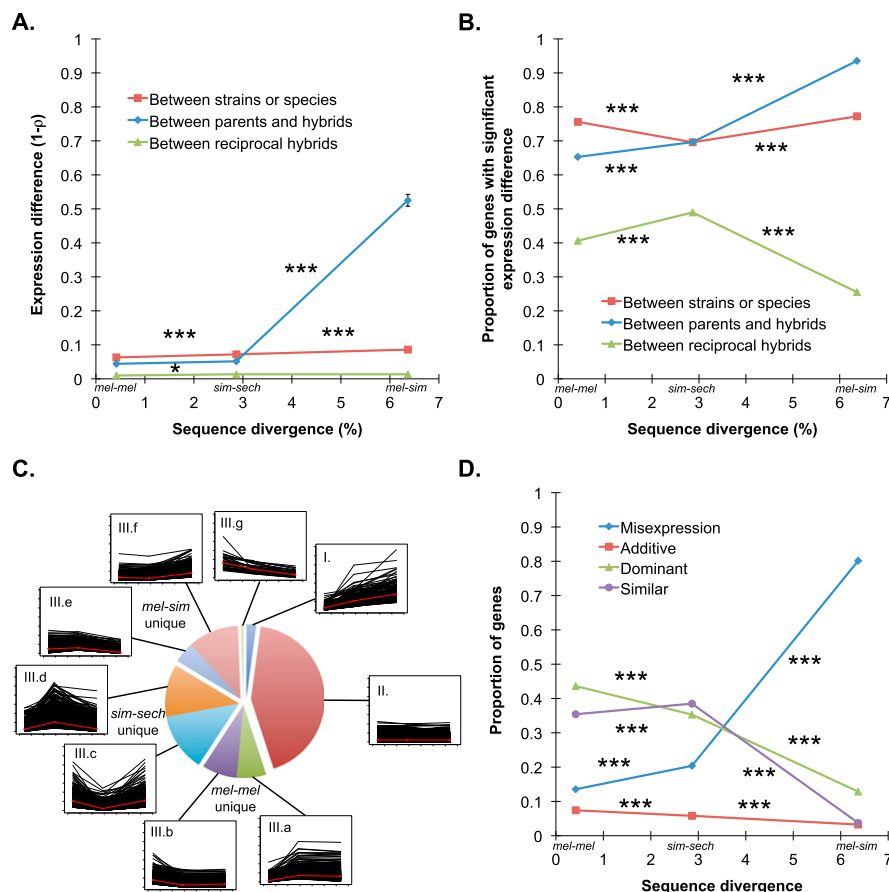 A.
Expression difference (1-ρ)
1
0.9
0.8
0.7
0.6
0.5
0.4
0.3
0.2
0.1
0
Between strains or species
Between parents and hybrids
Between reciprocal hybrids
***
***
***
*
mel-mel
sim-sech
mel-sim
0 1 2 3 4 5 6 7
Sequence divergence (%)
B.
Proportion of genes with significant
expression difference
1
0.9
0.8
0.7
0.6
0.5
0.4
0.3
0.2
0.1
0
***
***
***
***
***
***
Between strains or species
Between parents and hybrids
Between reciprocal hybrids
mel-mel
sim-sech
mel-sim
0 1 2 3 4 5 6 7
Sequence divergence (%)
C.
III.f
III.g
I.
III.e
mel-sim
unique
III.d
II.
sim-sech
unique
III.c
mel-mel
unique
III.b
III.a
D.
Proportion of genes
1
0.9
0.8
0.7
0.6
0.5
0.4
0.3
0.2
0.1
0
Misexpression
Additive
Dominant
Similar
***
***
***
***
***
***
***
***
mel-mel
sim-sech
mel-sim
0 1 2 3 4 5 6 7
Sequence divergence